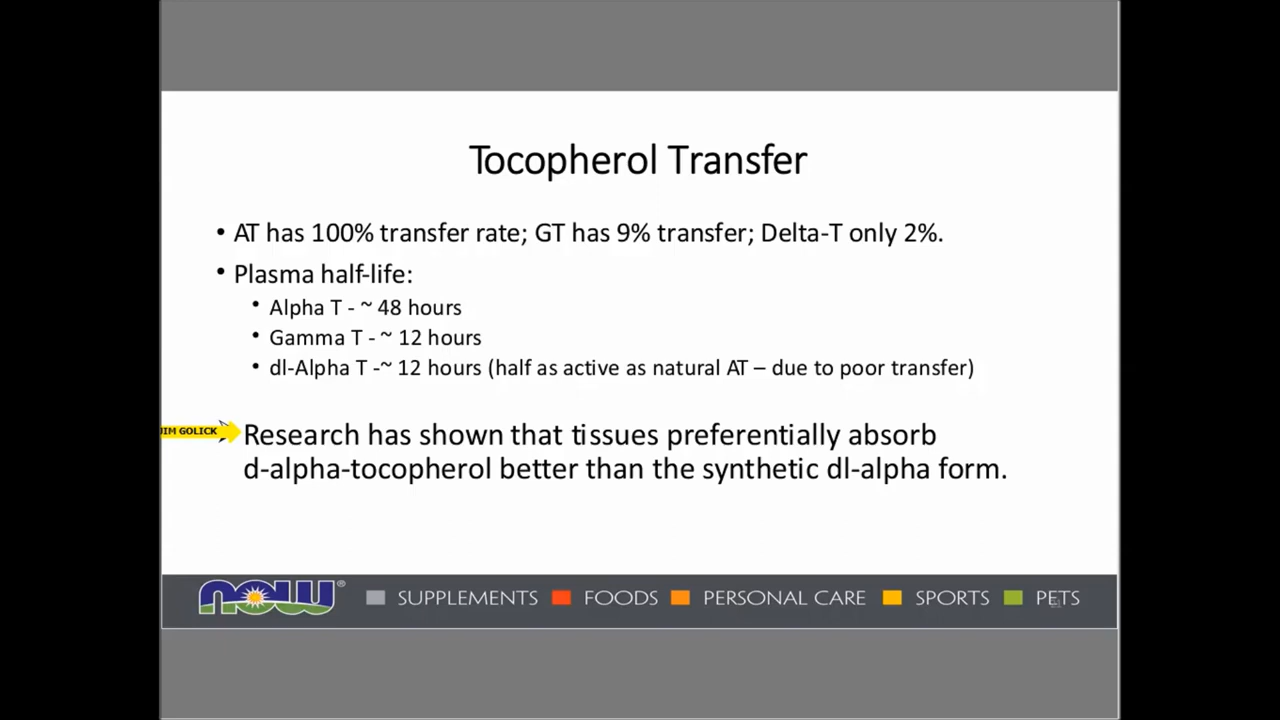 Tocopherol Transfer
• AT has 100% transfer rate; GT has 9% transfer; Delta-T only 2%.
• Plasma half-life:
• Alpha T - ~ 48 hours
• Gamma T - ~ 12 hours
• dl-Alpha T -~ 12 hours (half as active as natural AT – due to poor transfer)
JIM GOLICK
Research has shown that tissues preferentially absorb
d-alpha-tocopherol better than the synthetic dl-alpha form.
NOW® SUPPLEMENTS FOODS PERSONAL CARE SPORTS PETS